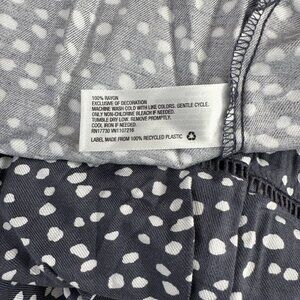 100% RAYON
EXCLUSIVE OF DECORATION
MACHINE WASH COLD WITH LIKE COLORS. GENTLE CYCLE.
ONLY NON-CHLORINE BLEACH IF NEEDED.
TUMBLE DRY LOW. REMOVE PROMPTLY.
COOL IRON IF NEEDED.
RN17730 VN1107216
LABEL MADE FROM 100% RECYCLED PLASTIC